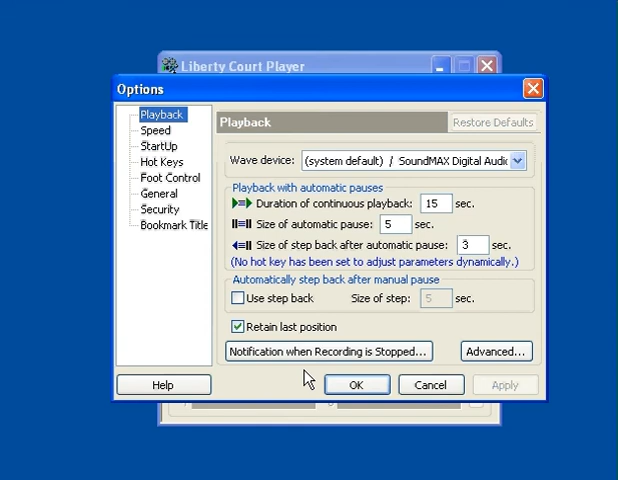 Liberty Court Player
Options
Playback
Speed
StartUp
Hot Keys
Foot Control
General
Security
Bookmark Title
Playback
Restore Defaults
Wave device: (system default) / SoundMAX Digital Audio
Playback with automatic pauses
Duration of continuous playback: 15 sec.
Size of automatic pause: 5 sec.
Size of step back after automatic pause: 3 sec.
(No hot key has been set to adjust parameters dynamically.)
Automatically step back after manual pause
Use step back Size of step: 5 sec.
Retain last position
Notification when Recording is Stopped... Advanced...
Help OK Cancel Apply